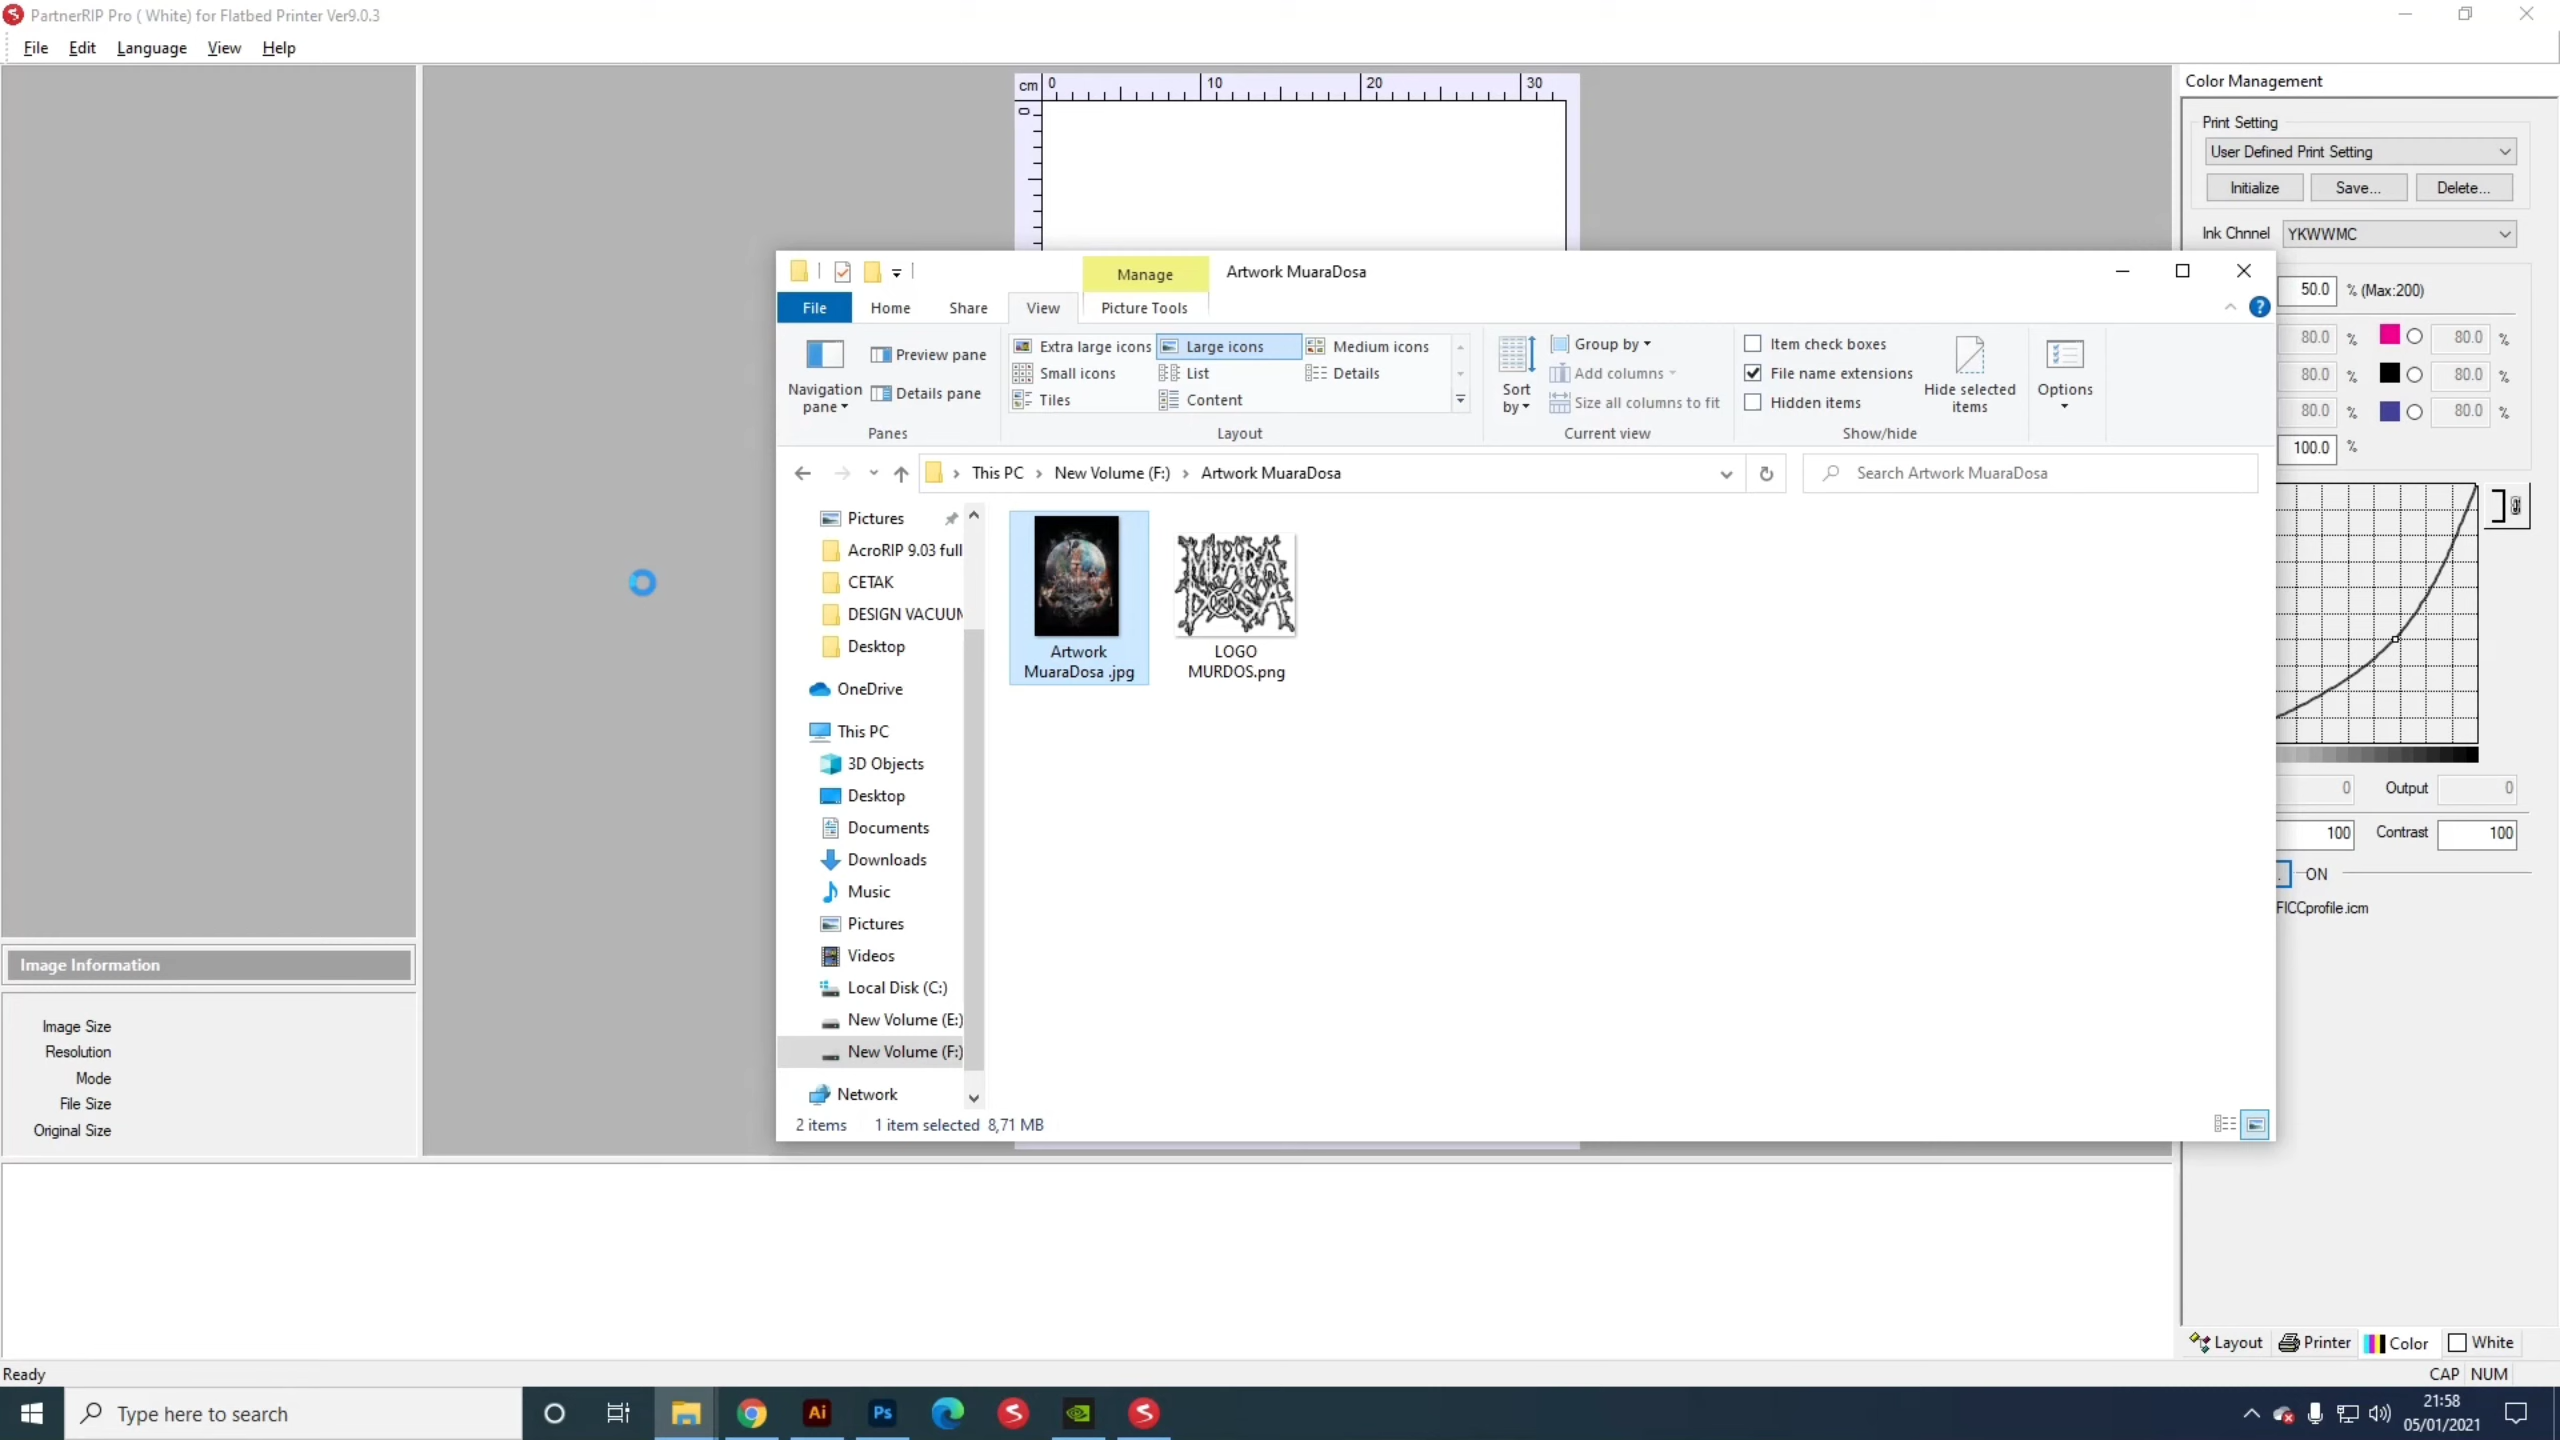 PartnerRIP Pro ( White) for Flatbed Printer Ver9.0.3
File Edit Language View Help
cm 0 10 20 30
0
Color Management
Print Setting
User Defined Print Setting
Initialize Save... Delete...
Ink Chnnel YKWWMC
50.0 % (Max:200)
80.0 % 80.0 %
80.0 % 80.0 %
80.0 % 80.0 %
100.0 %
0 Output 0
100 Contrast 100
ON
FICCprofile.icm
Manage Artwork MuaraDosa
File Home Share View Picture Tools
Navigation pane
Preview pane
Details pane
Panes
Extra large icons Large icons Medium icons
Small icons List Details
Tiles Content
Layout
Sort by
Group by
Add columns
Size all columns to fit
Current view
Item check boxes
File name extensions
Hidden items
Hide selected items
Show/hide
Options
This PC › New Volume (F:) › Artwork MuaraDosa
Search Artwork MuaraDosa
Pictures
AcroRIP 9.03 full
CETAK
DESIGN VACUUM
Desktop
OneDrive
This PC
3D Objects
Desktop
Documents
Downloads
Music
Pictures
Videos
Local Disk (C:)
New Volume (E:)
New Volume (F:)
Network
Artwork
MuaraDosa .jpg
MUARA
DOSA
LOGO
MURDOS.png
2 items 1 item selected 8,71 MB
Image Information
Image Size
Resolution
Mode
File Size
Original Size
Layout Printer Color White
Ready
CAP NUM
Type here to search
Ai
Ps
21:58
05/01/2021